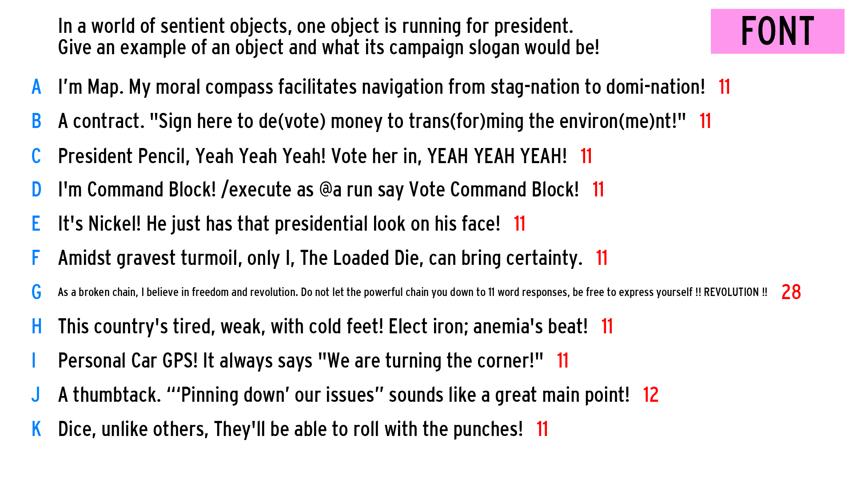 In a world of sentient objects, one object is running for president.
Give an example of an object and what its campaign slogan would be!
FONT
A I'm Map. My moral compass facilitates navigation from stag-nation to domi-nation! 11
B A contract. "Sign here to de(vote) money to trans(for)ming the environ(me)nt!" 11
C President Pencil, Yeah Yeah Yeah! Vote her in, YEAH YEAH YEAH! 11
D I'm Command Block! /execute as @a run say Vote Command Block! 11
E It's Nickel! He just has that presidential look on his face! 11
F Amidst gravest turmoil, only I, The Loaded Die, can bring certainty. 11
G As a broken chain, I believe in freedom and revolution. Do not let the powerful chain you down to 11 word responses, be free to express yourself !! REVOLUTION !! 28
H This country's tired, weak, with cold feet! Elect iron; anemia's beat! 11
I Personal Car GPS! It always says "We are turning the corner!" 11
J A thumbtack. “‘Pinning down’ our issues” sounds like a great main point! 12
K Dice, unlike others, They'll be able to roll with the punches! 11